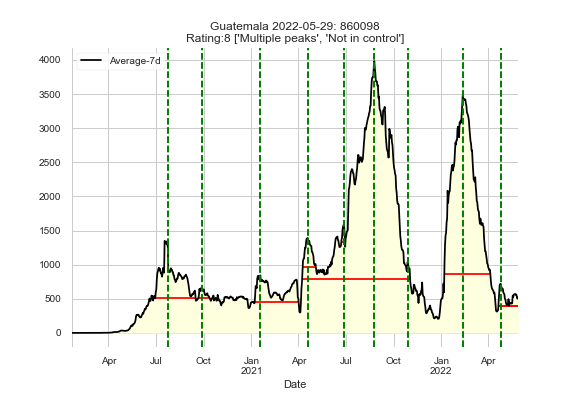 Guatemala 2022-05-29: 860098
Rating:8 ['Multiple peaks', 'Not in control']
Average-7d
4000
3500
3000
2500
2000
1500
1000
500
0
Apr Jul Oct Jan Apr Jul Oct Jan Apr
2021 2022
Date